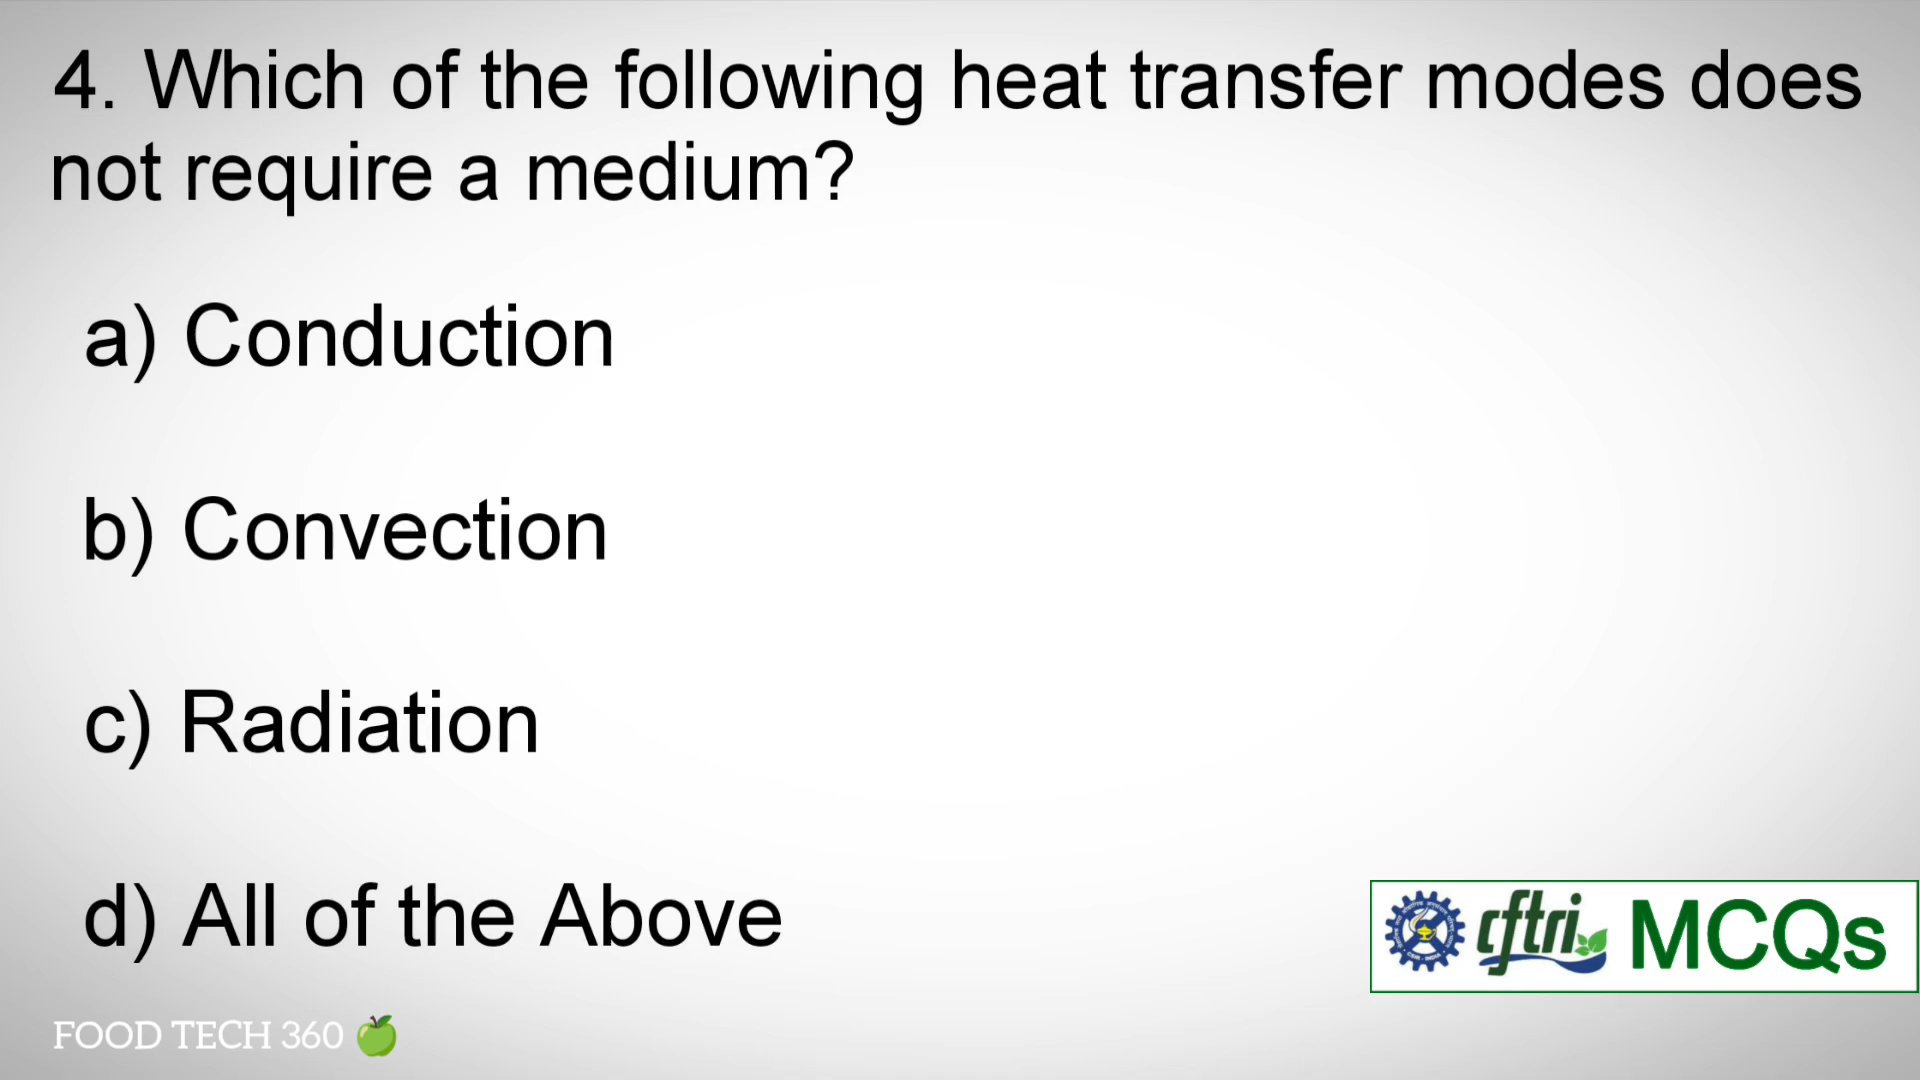 4. Which of the following heat transfer modes does
not require a medium?
a) Conduction
b) Convection
c) Radiation
d) All of the Above
cftri MCQs
FOOD TECH 360